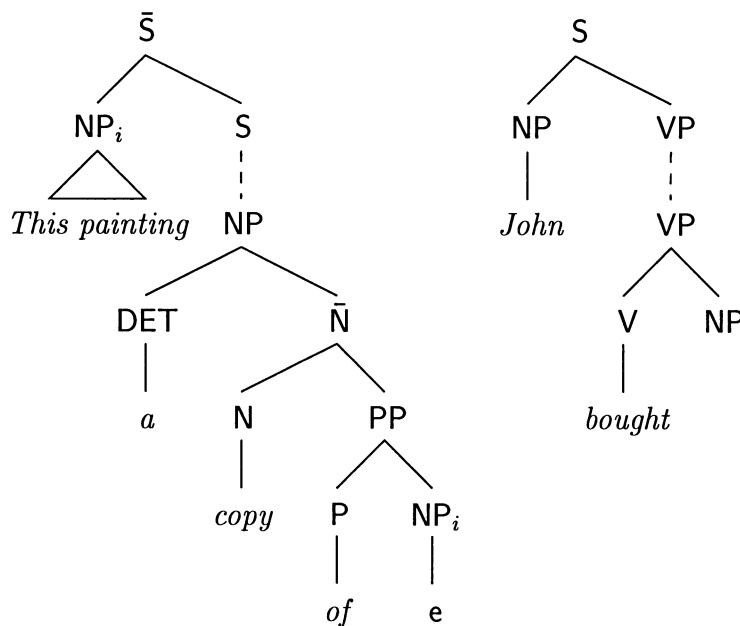 S̄ S
NPᵢ S NP VP
This painting NP John VP
DET N̄ V NP
a N PP bought
copy P NPᵢ
of e